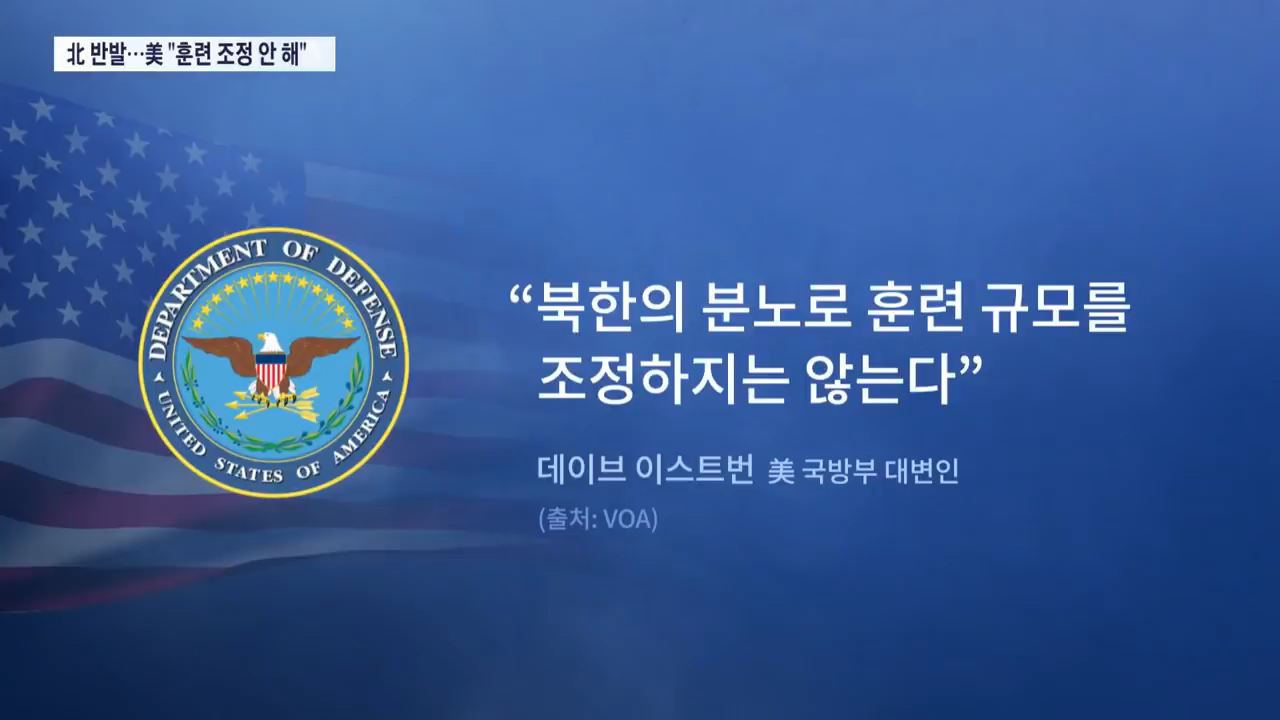 北 반발…美 "훈련 조정 안 해"
DEPARTMENT OF DEFENSE
UNITED STATES OF AMERICA
“북한의 분노로 훈련 규모를
조정하지는 않는다”
데이브 이스트번 美 국방부 대변인
(출처: VOA)